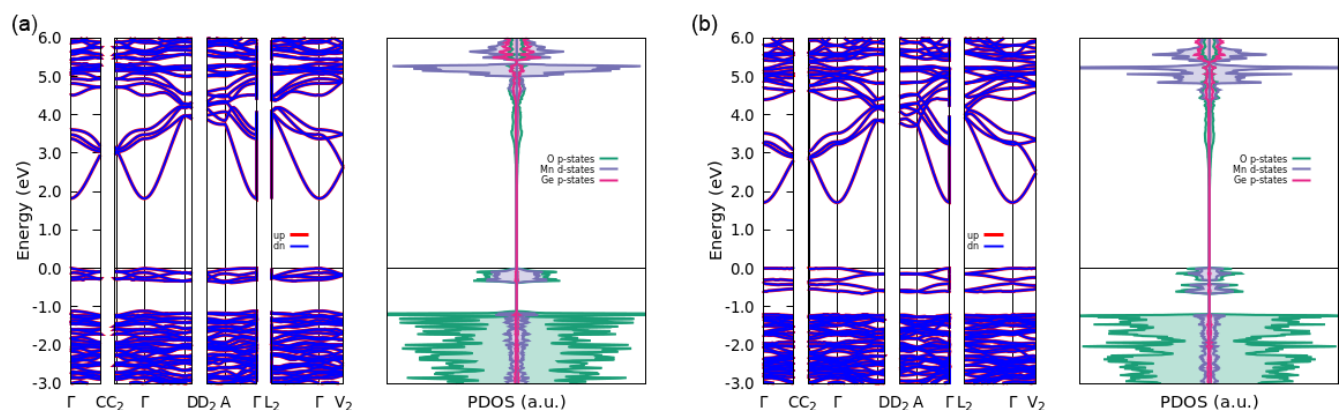 (a)
6.0
5.0
4.0
3.0
2.0
1.0
0.0
-1.0
-2.0
-3.0
Energy (eV)
up
dn
Γ CC₂ Γ DD₂ A Γ L₂ Γ V₂
O p-states
Mn d-states
Ge p-states
PDOS (a.u.)
(b)
6.0
5.0
4.0
3.0
2.0
1.0
0.0
-1.0
-2.0
-3.0
Energy (eV)
up
dn
Γ CC₂ Γ DD₂ A Γ L₂ Γ V₂
O p-states
Mn d-states
Ge p-states
PDOS (a.u.)